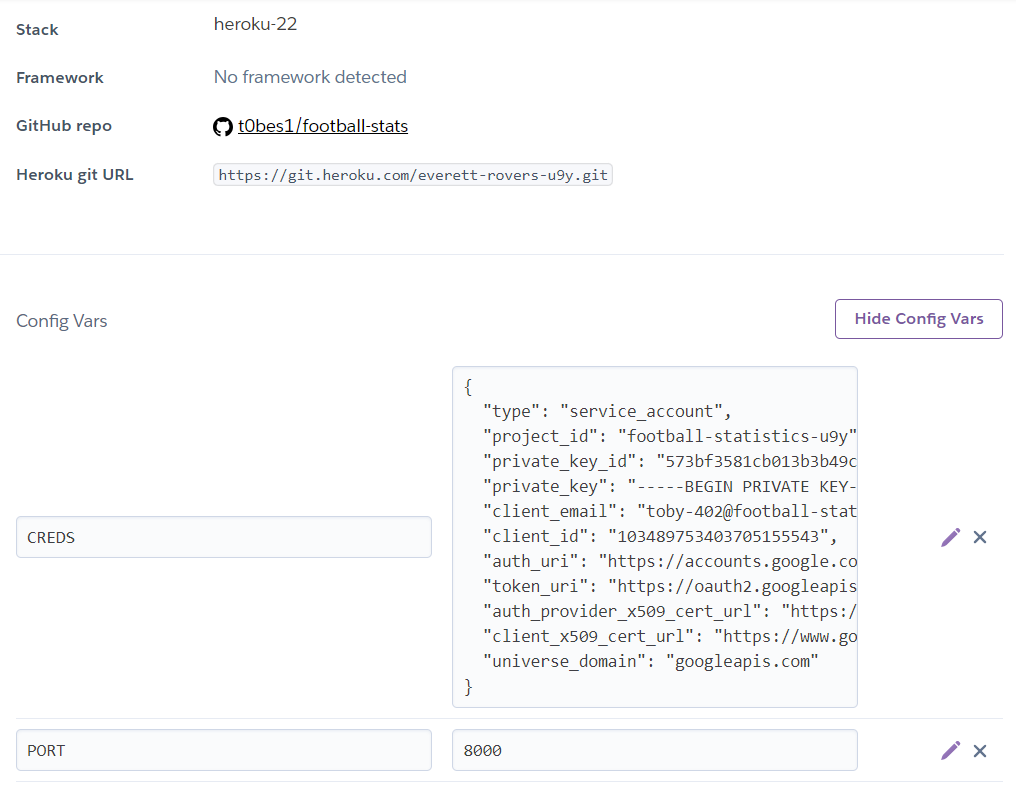 Stack heroku-22
Framework No framework detected
GitHub repo t0bes1/football-stats
Heroku git URL https://git.heroku.com/everett-rovers-u9y.git
Config Vars Hide Config Vars
{
"type": "service_account",
"project_id": "football-statistics-u9y"
"private_key_id": "573bf3581cb013b3b49c
"private_key": "-----BEGIN PRIVATE KEY-
"client_email": "toby-402@football-stat
CREDS "client_id": "103489753403705155543",
"auth_uri": "https://accounts.google.co
"token_uri": "https://oauth2.googleapis
"auth_provider_x509_cert_url": "https:/
"client_x509_cert_url": "https://www.go
"universe_domain": "googleapis.com"
}
PORT 8000